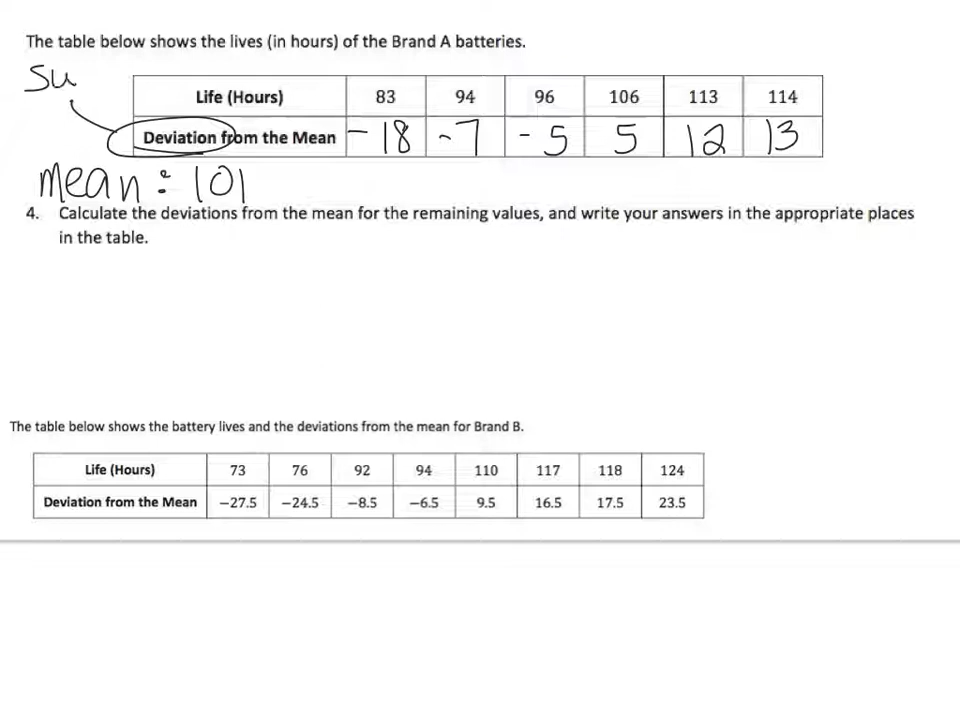 The table below shows the lives (in hours) of the Brand A batteries.
su
Life (Hours) 83 94 96 106 113 114
Deviation from the Mean -18 -7 -5 5 12 13
mean: 101
4. Calculate the deviations from the mean for the remaining values, and write your answers in the appropriate places
in the table.
The table below shows the battery lives and the deviations from the mean for Brand B.
Life (Hours) 73 76 92 94 110 117 118 124
Deviation from the Mean −27.5 −24.5 −8.5 −6.5 9.5 16.5 17.5 23.5